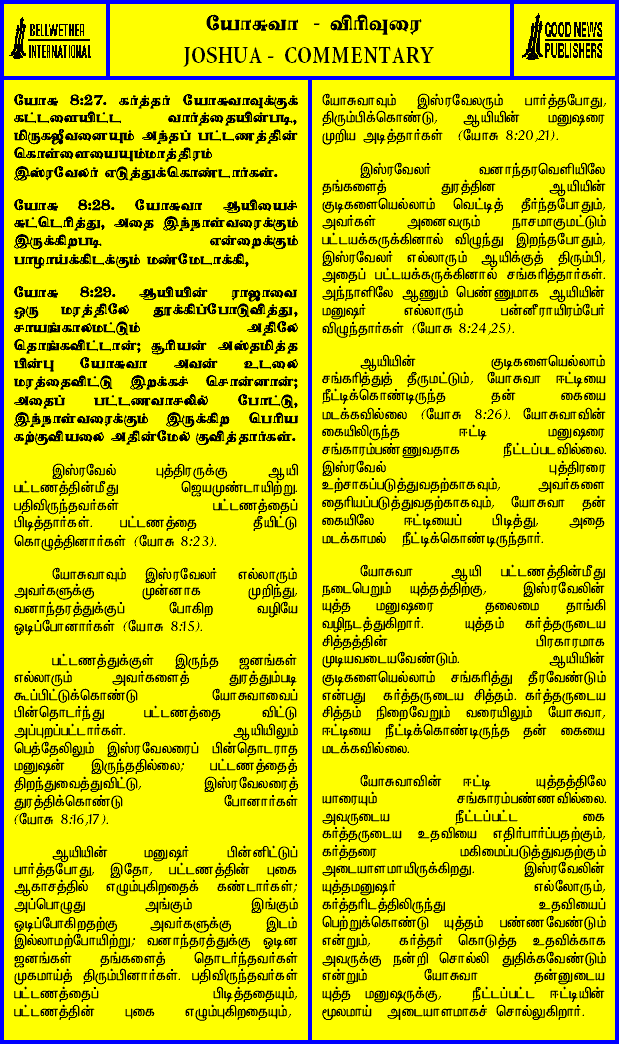 BELLWETHER
INTERNATIONAL
யோசுவா - விரிவுரை
JOSHUA - COMMENTARY
GOOD NEWS
PUBLISHERS
யோசு 8:27. கர்த்தர் யோசுவாவுக்குக்
கட்டளையிட்ட வார்த்தையின்படி,
மிருகஜீவனையும் அந்தப் பட்டணத்தின்
கொள்ளையையும்மாத்திரம்
இஸ்ரவேலர் எடுத்துக்கொண்டார்கள்.
யோசு 8:28. யோசுவா ஆயியைச்
சுட்டெரித்து, அதை இந்நாள்வரைக்கும்
இருக்கிறபடி என்றைக்கும்
பாழாய்க்கிடக்கும் மண்மேடாக்கி,
யோசு 8:29. ஆயியின் ராஜாவை
ஒரு மரத்திலே தூக்கிப்போடுவித்து,
சாயங்காலமட்டும் அதிலே
தொங்கவிட்டான்; சூரியன் அஸ்தமித்த
பின்பு யோசுவா அவன் உடலை
மரத்தைவிட்டு இறக்கச் சொன்னான்;
அதைப் பட்டணவாசலில் போட்டு,
இந்நாள்வரைக்கும் இருக்கிற பெரிய
கற்குவியலை அதின்மேல் குவித்தார்கள்.
இஸ்ரவேல் புத்திரருக்கு ஆயி
பட்டணத்தின்மீது ஜெயமுண்டாயிற்று.
பதிவிருந்தவர்கள் பட்டணத்தைப்
பிடித்தார்கள். பட்டணத்தை தீயிட்டு
கொழுத்தினார்கள் (யோசு 8:23).
யோசுவாவும் இஸ்ரவேலர் எல்லாரும்
அவர்களுக்கு முன்னாக முறிந்து,
வனாந்தரத்துக்குப் போகிற வழியே
ஓடிப்போனார்கள் (யோசு 8:15).
பட்டணத்துக்குள் இருந்த ஜனங்கள்
எல்லாரும் அவர்களைத் துரத்தும்படி
கூப்பிட்டுக்கொண்டு யோசுவாவைப்
பின்தொடர்ந்து பட்டணத்தை விட்டு
அப்புறப்பட்டார்கள். ஆயியிலும்
பெத்தேலிலும் இஸ்ரவேலரைப் பின்தொடராத
மனுஷன் இருந்ததில்லை; பட்டணத்தைத்
திறந்துவைத்துவிட்டு, இஸ்ரவேலரைத்
துரத்திக்கொண்டு போனார்கள்
(யோசு 8:16,17).
ஆயியின் மனுஷர் பின்னிட்டுப்
பார்த்தபோது, இதோ, பட்டணத்தின் புகை
ஆகாசத்தில் எழும்புகிறதைக் கண்டார்கள்;
அப்பொழுது அங்கும் இங்கும்
ஓடிப்போகிறதற்கு அவர்களுக்கு இடம்
இல்லாமற்போயிற்று; வனாந்தரத்துக்கு ஓடின
ஜனங்கள் தங்களைத் தொடர்ந்தவர்கள்
முகமாய்த் திரும்பினார்கள். பதிவிருந்தவர்கள்
பட்டணத்தைப் பிடித்ததையும்,
பட்டணத்தின் புகை எழும்புகிறதையும்,
யோசுவாவும் இஸ்ரவேலரும் பார்த்தபோது,
திரும்பிக்கொண்டு, ஆயியின் மனுஷரை
முறிய அடித்தார்கள் (யோசு 8:20,21).
இஸ்ரவேலர் வனாந்தரவெளியிலே
தங்களைத் துரத்தின ஆயியின்
குடிகளையெல்லாம் வெட்டித் தீர்ந்தபோதும்,
அவர்கள் அனைவரும் நாசமாகுமட்டும்
பட்டயக்கருக்கினால் விழுந்து இறந்தபோதும்,
இஸ்ரவேலர் எல்லாரும் ஆயிக்குத் திரும்பி,
அதைப் பட்டயக்கருக்கினால் சங்கரித்தார்கள்.
அந்நாளிலே ஆணும் பெண்ணுமாக ஆயியின்
மனுஷர் எல்லாரும் பன்னீராயிரம்பேர்
விழுந்தார்கள் (யோசு 8:24,25).
ஆயியின் குடிகளையெல்லாம்
சங்கரித்துத் தீருமட்டும், யோசுவா ஈட்டியை
நீட்டிக்கொண்டிருந்த தன் கையை
மடக்கவில்லை (யோசு 8:26). யோசுவாவின்
கையிலிருந்த ஈட்டி மனுஷரை
சங்காரம்பண்ணுவதாக நீட்டப்படவில்லை.
இஸ்ரவேல் புத்திரரை
உற்சாகப்படுத்துவதற்காகவும், அவர்களை
தைரியப்படுத்துவதற்காகவும், யோசுவா தன்
கையிலே ஈட்டியைப் பிடித்து, அதை
மடக்காமல் நீட்டிக்கொண்டிருந்தார்.
யோசுவா ஆயி பட்டணத்தின்மீது
நடைபெறும் யுத்தத்திற்கு, இஸ்ரவேலின்
யுத்த மனுஷரை தலைமை தாங்கி
வழிநடத்துகிறார். யுத்தம் கர்த்தருடைய
சித்தத்தின் பிரகாரமாக
முடியவடையவேண்டும். ஆயியின்
குடிகளையெல்லாம் சங்கரித்து தீரவேண்டும்
என்பது கர்த்தருடைய சித்தம். கர்த்தருடைய
சித்தம் நிறைவேறும் வரையிலும் யோசுவா,
ஈட்டியை நீட்டிக்கொண்டிருந்த தன் கையை
மடக்கவில்லை.
யோசுவாவின் ஈட்டி யுத்தத்திலே
யாரையும் சங்காரம்பண்ணவில்லை.
அவருடைய நீட்டப்பட்ட கை
கர்த்தருடைய உதவியை எதிர்பார்ப்பதற்கும்,
கர்த்தரை மகிமைப்படுத்துவதற்கும்
அடையாளமாயிருக்கிறது. இஸ்ரவேலின்
யுத்தமனுஷர் எல்லோரும்,
கர்த்தரிடத்திலிருந்து உதவியைப்
பெற்றுக்கொண்டு யுத்தம் பண்ணவேண்டும்
என்றும், கர்த்தர் கொடுத்த உதவிக்காக
அவருக்கு நன்றி சொல்லி துதிக்கவேண்டும்
என்றும் யோசுவா தன்னுடைய
யுத்த மனுஷருக்கு, நீட்டப்பட்ட ஈட்டியின்
மூலமாய் அடையாளமாகச் சொல்லுகிறார்.